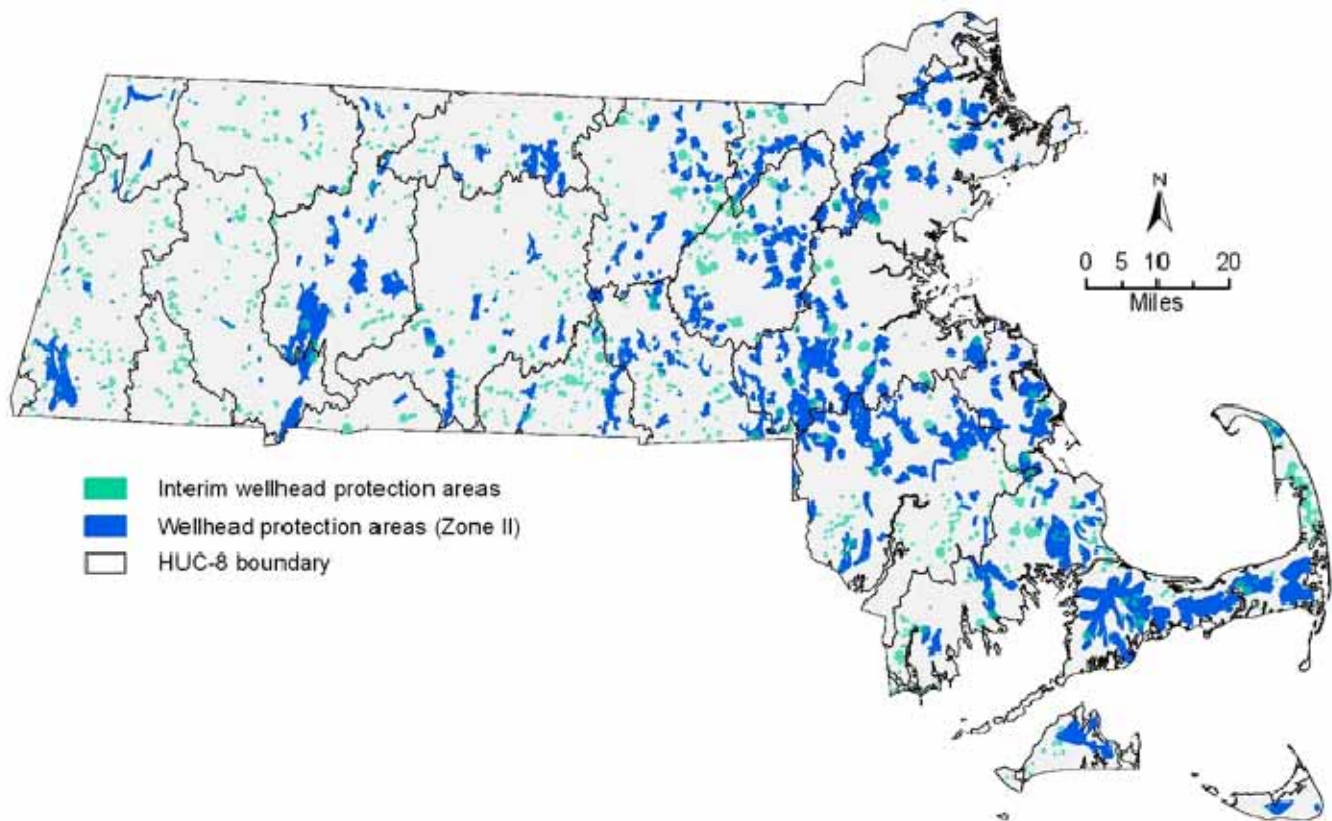 N
0 5 10 20
Miles
Interim wellhead protection areas
Wellhead protection areas (Zone II)
HUC-8 boundary